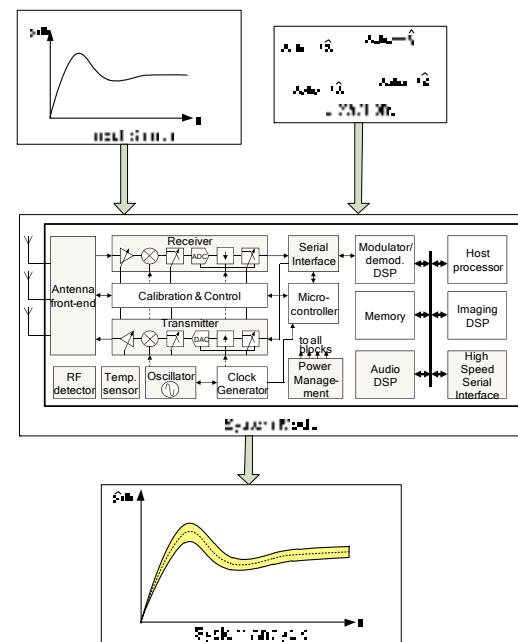 Receiver
ADC
Serial
Interface
Modulator/
demod.
DSP
Host
processor
Antenna
front-end
Calibration & Control
Micro-
controller
Memory
Imaging
DSP
Transmitter
DAC
to all
blocks
RF
detector
Temp.
sensor
Oscillator
Clock
Generator
Power
Manage-
ment
Audio
DSP
High
Speed
Serial
Interface